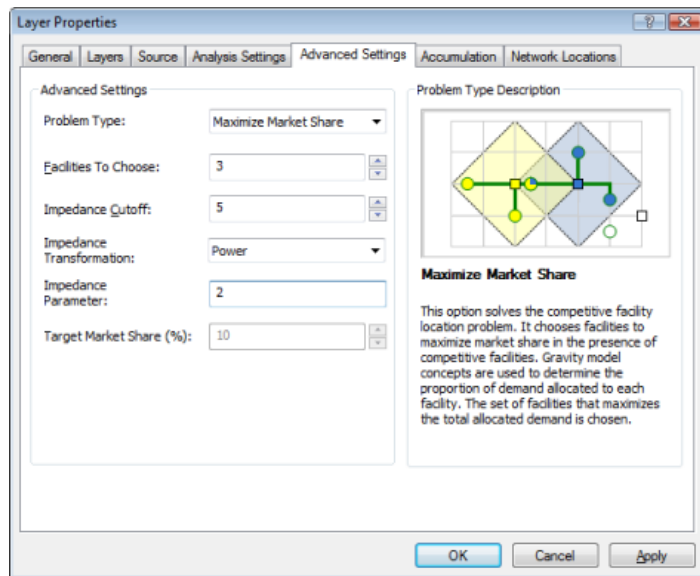 Layer Properties
General Layers Source Analysis Settings Advanced Settings Accumulation Network Locations
Advanced Settings
Problem Type: Maximize Market Share
Facilities To Choose: 3
Impedance Cutoff: 5
Impedance
Transformation: Power
Impedance
Parameter: 2
Target Market Share (%): 10
Problem Type Description
Maximize Market Share
This option solves the competitive facility
location problem. It chooses facilities to
maximize market share in the presence of
competitive facilities. Gravity model
concepts are used to determine the
proportion of demand allocated to each
facility. The set of facilities that maximizes
the total allocated demand is chosen.
OK Cancel Apply